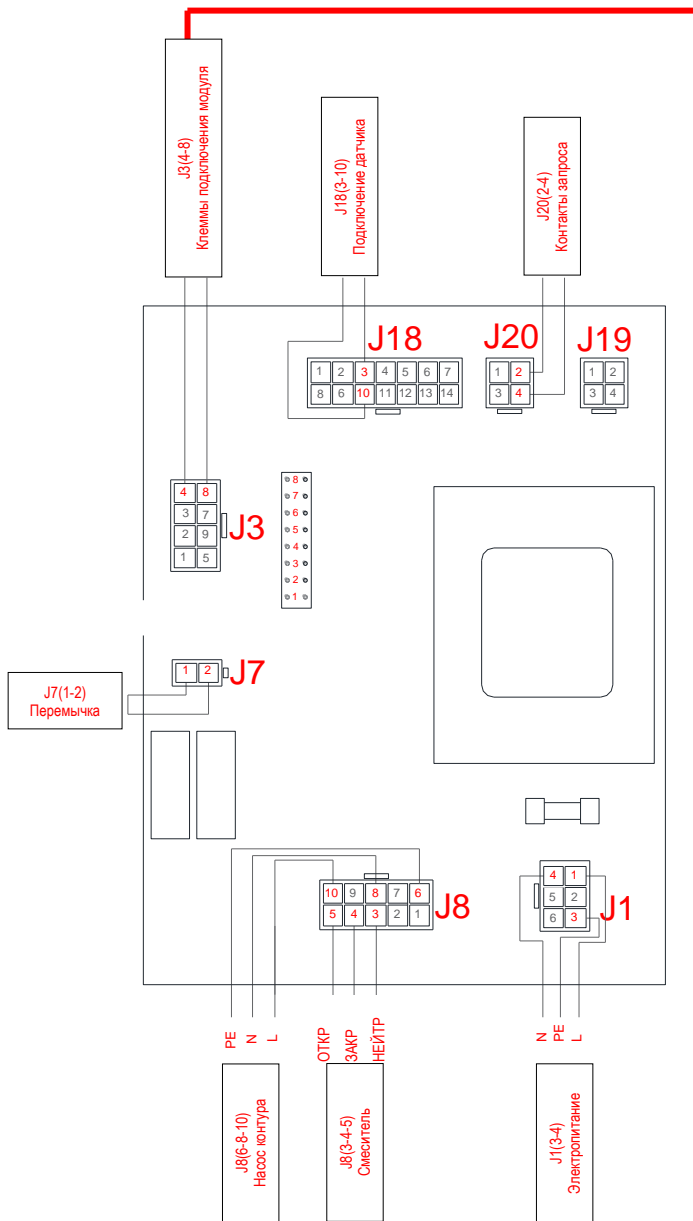 J3(4-8)
Клеммы подключения модуля
J18(3-10)
Подключение датчика
J20(2-4)
Контакты запроса
J18
J20
J19
1 2 3 4 5 6 7
8 6 10 11 12 13 14
1 2
3 4
1 2
3 4
4 8
3 7
2 9
1 5
J3
8
7
6
5
4
3
2
1
1 2
J7
J7(1-2)
Перемычка
10 9 8 7 6
5 4 3 2 1
J8
4 1
5 2
6 3
J1
PE
N
L
ОТКР
ЗАКР
НЕЙТР
N
PE
L
J8(6-8-10)
Насос контура
J8(3-4-5)
Смеситель
J1(3-4)
Электропитание